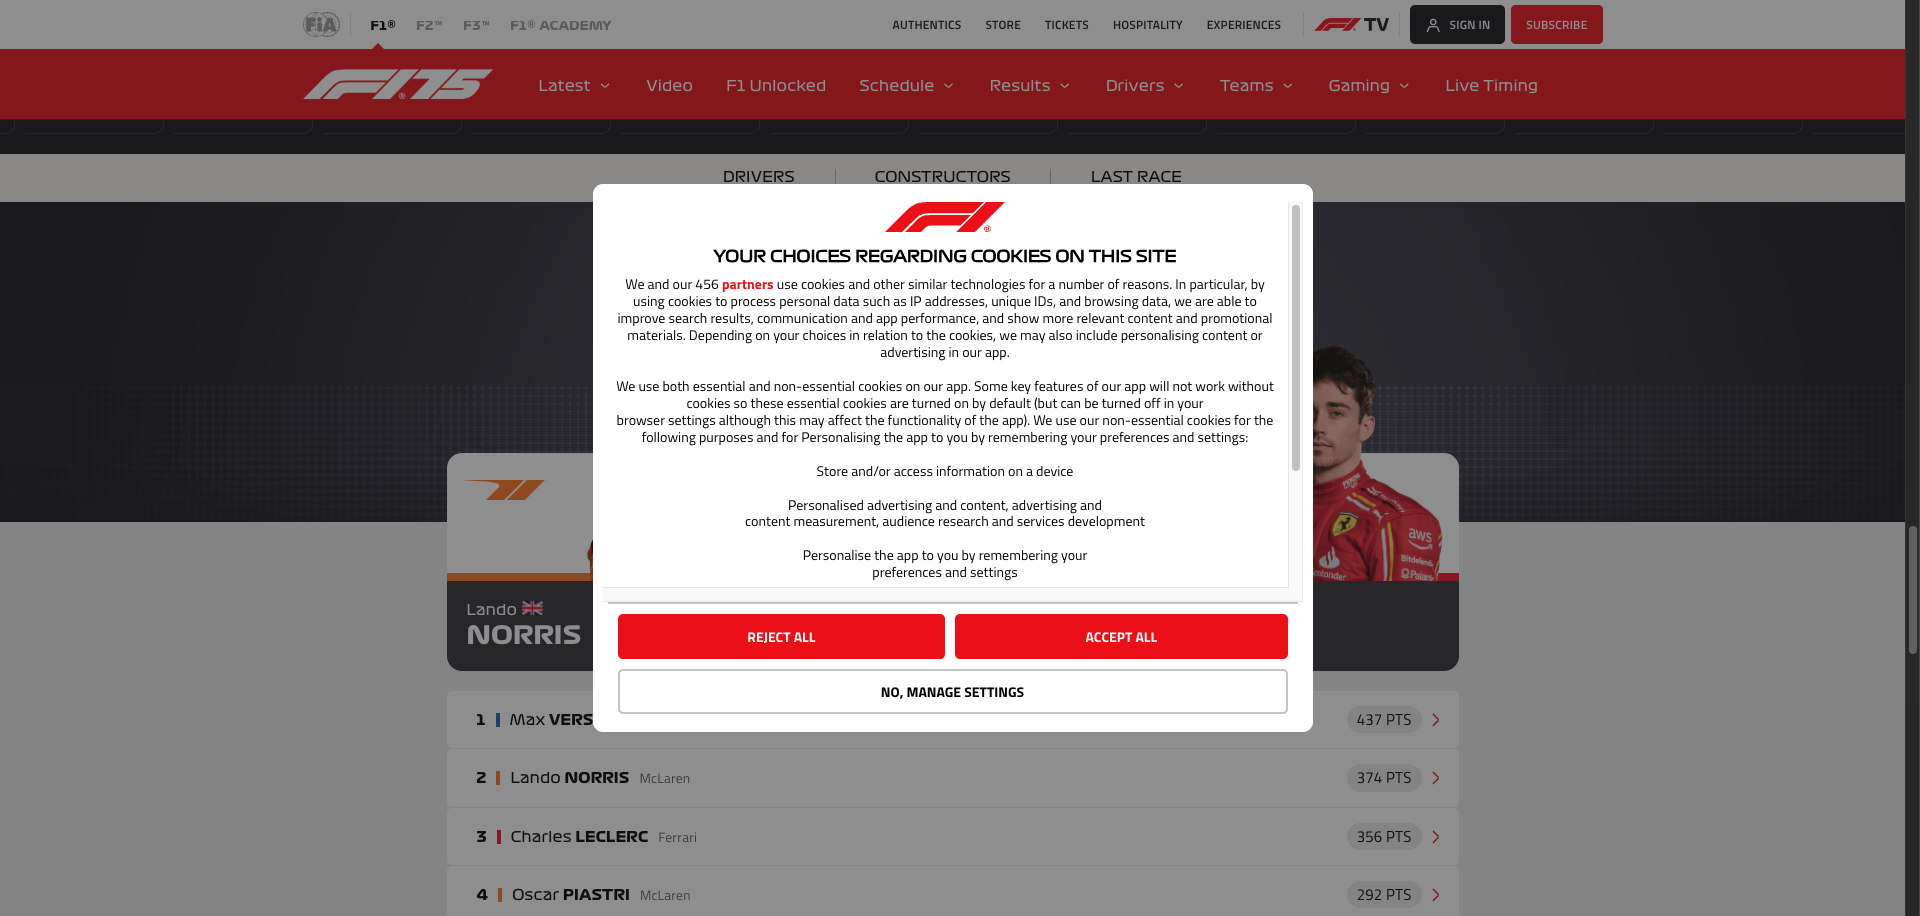 FiA
F1®
F2™
F3™
F1® ACADEMY
AUTHENTICS
STORE
TICKETS
HOSPITALITY
EXPERIENCES
F1 TV
SIGN IN
SUBSCRIBE
F1 75
Latest
Video
F1 Unlocked
Schedule
Results
Drivers
Teams
Gaming
Live Timing
DRIVERS
CONSTRUCTORS
LAST RACE
F1®
YOUR CHOICES REGARDING COOKIES ON THIS SITE
We and our 456 partners use cookies and other similar technologies for a number of reasons. In particular, by
using cookies to process personal data such as IP addresses, unique IDs, and browsing data, we are able to
improve search results, communication and app performance, and show more relevant content and promotional
materials. Depending on your choices in relation to the cookies, we may also include personalising content or
advertising in our app.
We use both essential and non-essential cookies on our app. Some key features of our app will not work without
cookies so these essential cookies are turned on by default (but can be turned off in your
browser settings although this may affect the functionality of the app). We use our non-essential cookies for the
following purposes and for Personalising the app to you by remembering your preferences and settings:
Store and/or access information on a device
Personalised advertising and content, advertising and
content measurement, audience research and services development
Personalise the app to you by remembering your
preferences and settings
REJECT ALL
ACCEPT ALL
NO, MANAGE SETTINGS
aws
Santander
Lando
NORRIS
1 Max VERS
437 PTS
2 Lando NORRIS McLaren
374 PTS
3 Charles LECLERC Ferrari
356 PTS
4 Oscar PIASTRI McLaren
292 PTS